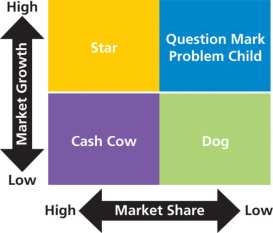 High
Market Growth
Star
Question Mark
Problem Child
Cash Cow
Dog
Low
High
Market Share
Low